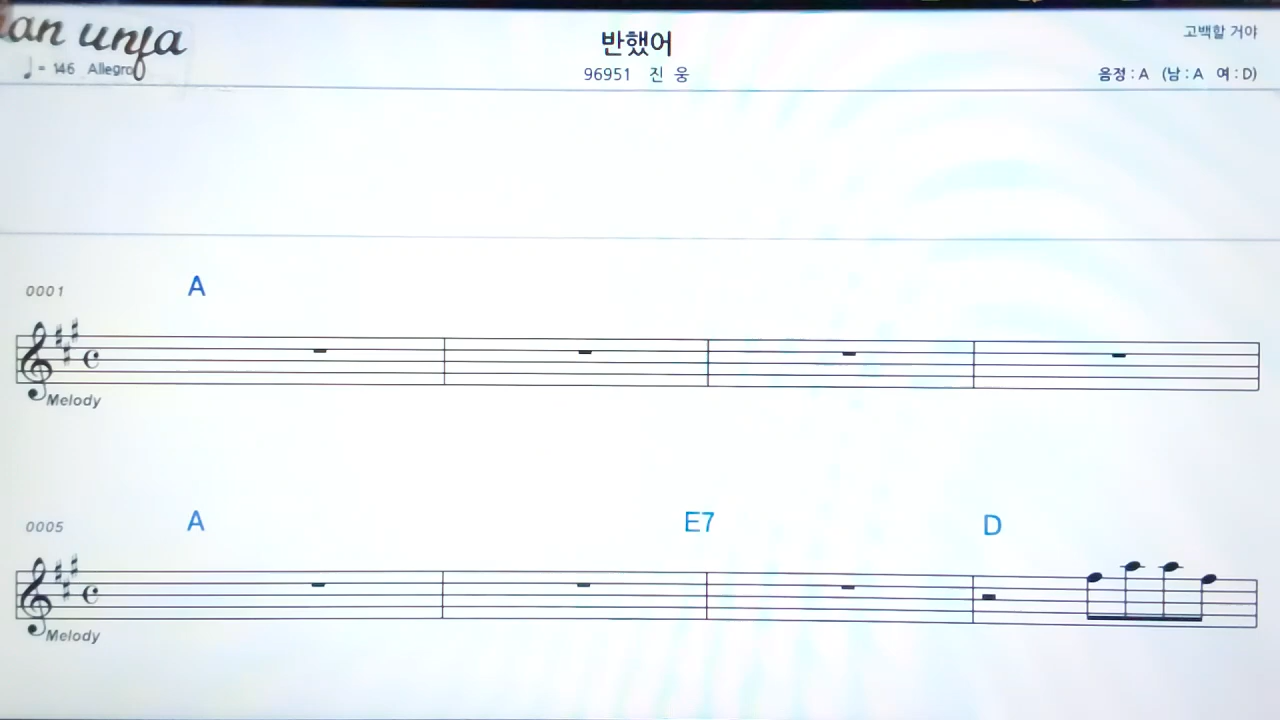 an unfa
반했어
고백할 거야
♩ = 146 Allegro
96951 진 웅
음정 : A (남 : A 여 : D)
0001 A
Melody
0005 A E7 D
Melody